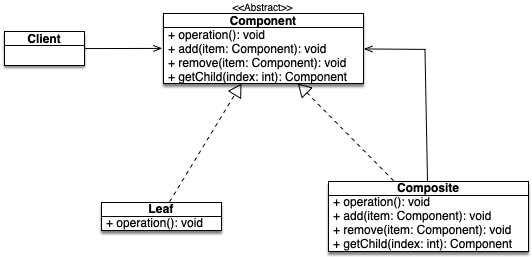 <<Abstract>>
Component
+ operation(): void
+ add(item: Component): void
+ remove(item: Component): void
+ getChild(index: int): Component
Client
Leaf
+ operation(): void
Composite
+ operation(): void
+ add(item: Component): void
+ remove(item: Component): void
+ getChild(index: int): Component